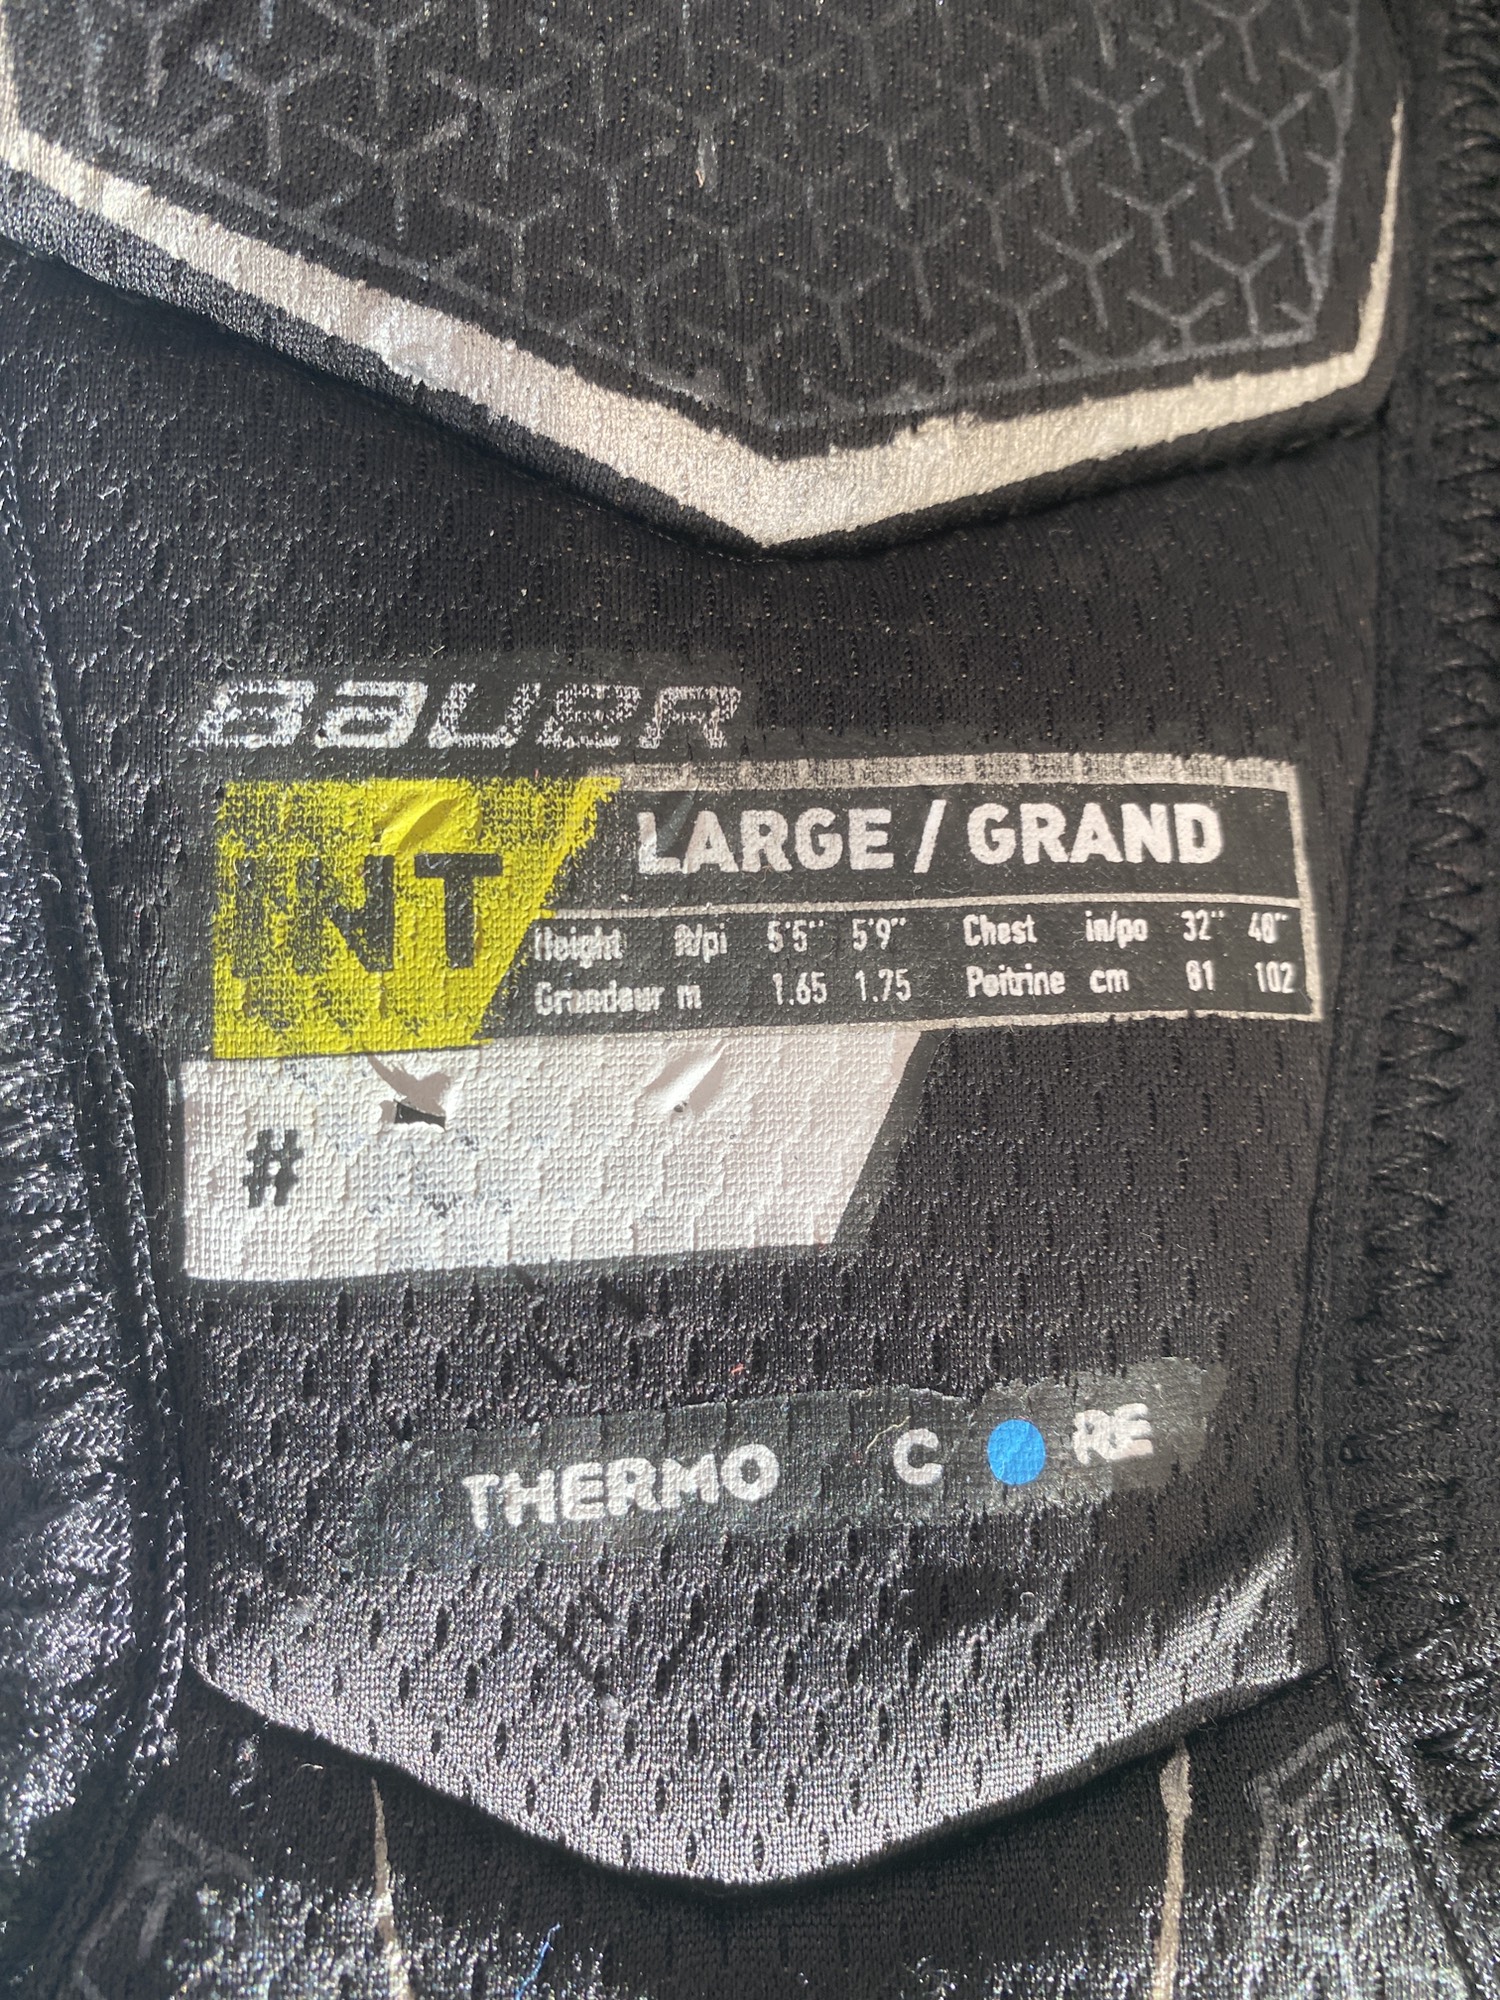 BAUER
INT
LARGE / GRAND
Height ft/pi 5'5'' 5'9'' Chest in/po 32'' 40''
Grandeur m 1.65 1.75 Poitrine cm 81 102
#
THERMO CORE